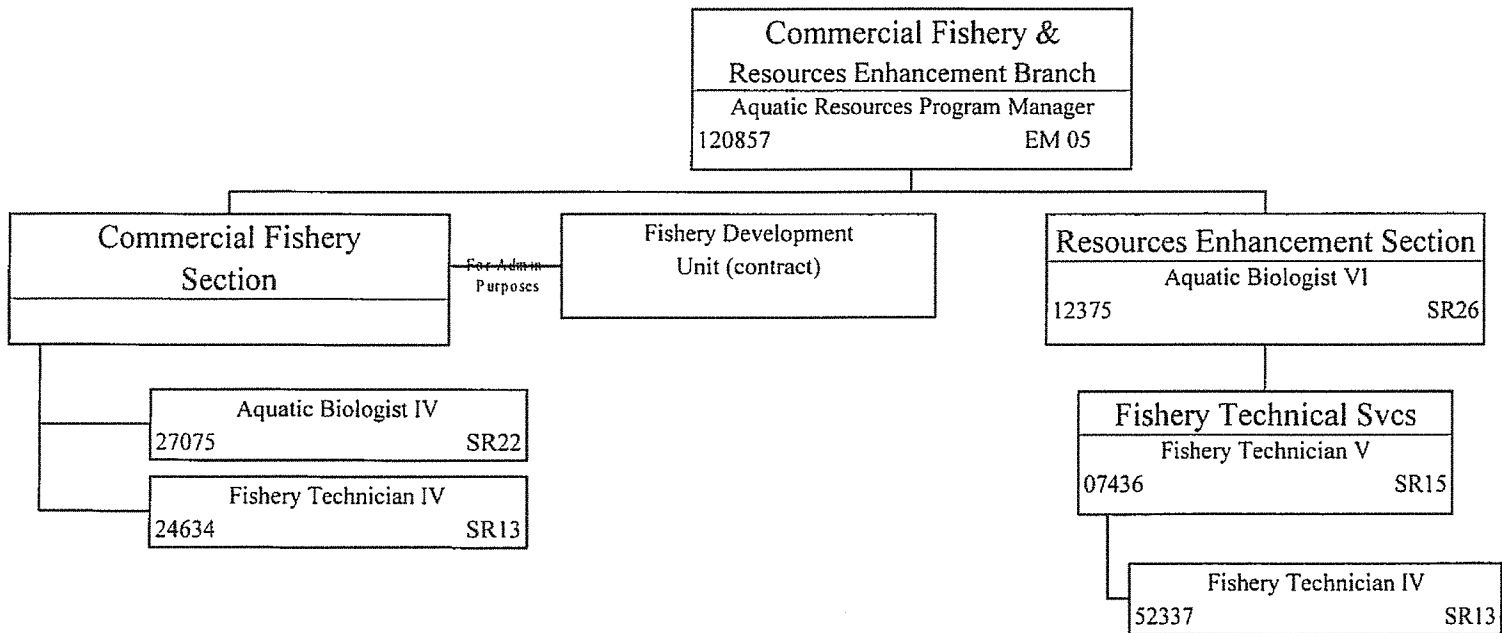 Commercial Fishery &
Resources Enhancement Branch
Aquatic Resources Program Manager
120857 EM 05
Commercial Fishery
Section
For Admin
Purposes
Fishery Development
Unit (contract)
Resources Enhancement Section
Aquatic Biologist VI
12375 SR26
Aquatic Biologist IV
27075 SR22
Fishery Technician IV
24634 SR13
Fishery Technical Svcs
Fishery Technician V
07436 SR15
Fishery Technician IV
52337 SR13